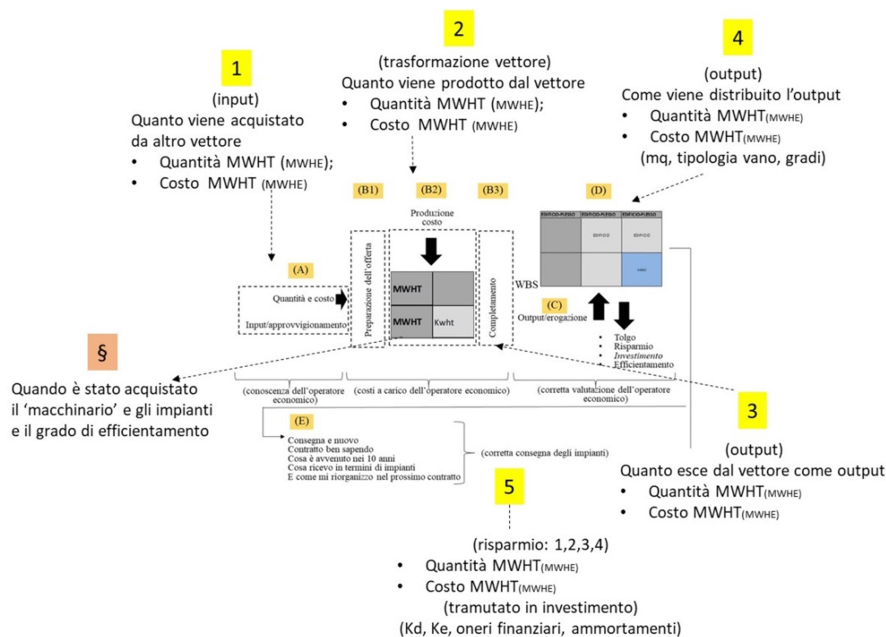 1
(input)
Quanto viene acquistato
da altro vettore
• Quantità MWHT (MWHE);
• Costo MWHT (MWHE)
2
(trasformazione vettore)
Quanto viene prodotto dal vettore
• Quantità MWHT (MWHE);
• Costo MWHT (MWHE)
4
(output)
Come viene distribuito l'output
• Quantità MWHT(MWHE)
• Costo MWHT(MWHE)
(mq, tipologia vano, gradi)
(A)
Quantità e costo
Input/approvvigionamento
(B1)
(B2)
(B3)
Produzione
costo
Preparazione dell'offerta
MWHT
MWHT
Kwht
Completamento
(D)
EDIFICIO-PLESSO
EDIFICIO-PLESSO
EDIFICIO-PLESSO
WBS
(C)
Output/erogazione
• Tolgo
• Risparmio
• Investimento
• Efficientamento
§
Quando è stato acquistato
il 'macchinario' e gli impianti
e il grado di efficientamento
(conoscenza dell'operatore
economico)
(costi a carico dell'operatore economico)
(corretta valutazione dell'operatore
economico)
(E)
Consegna e nuovo
Contratto ben sapendo
Cosa è avvenuto nei 10 anni
Cosa ricevo in termini di impianti
E come mi riorganizzo nel prossimo contratto
(corretta consegna degli impianti)
3
(output)
Quanto esce dal vettore come output
• Quantità MWHT(MWHE)
• Costo MWHT(MWHE)
5
(risparmio: 1,2,3,4)
• Quantità MWHT(MWHE)
• Costo MWHT(MWHE)
(tramutato in investimento)
(Kd, Ke, oneri finanziari, ammortamenti)